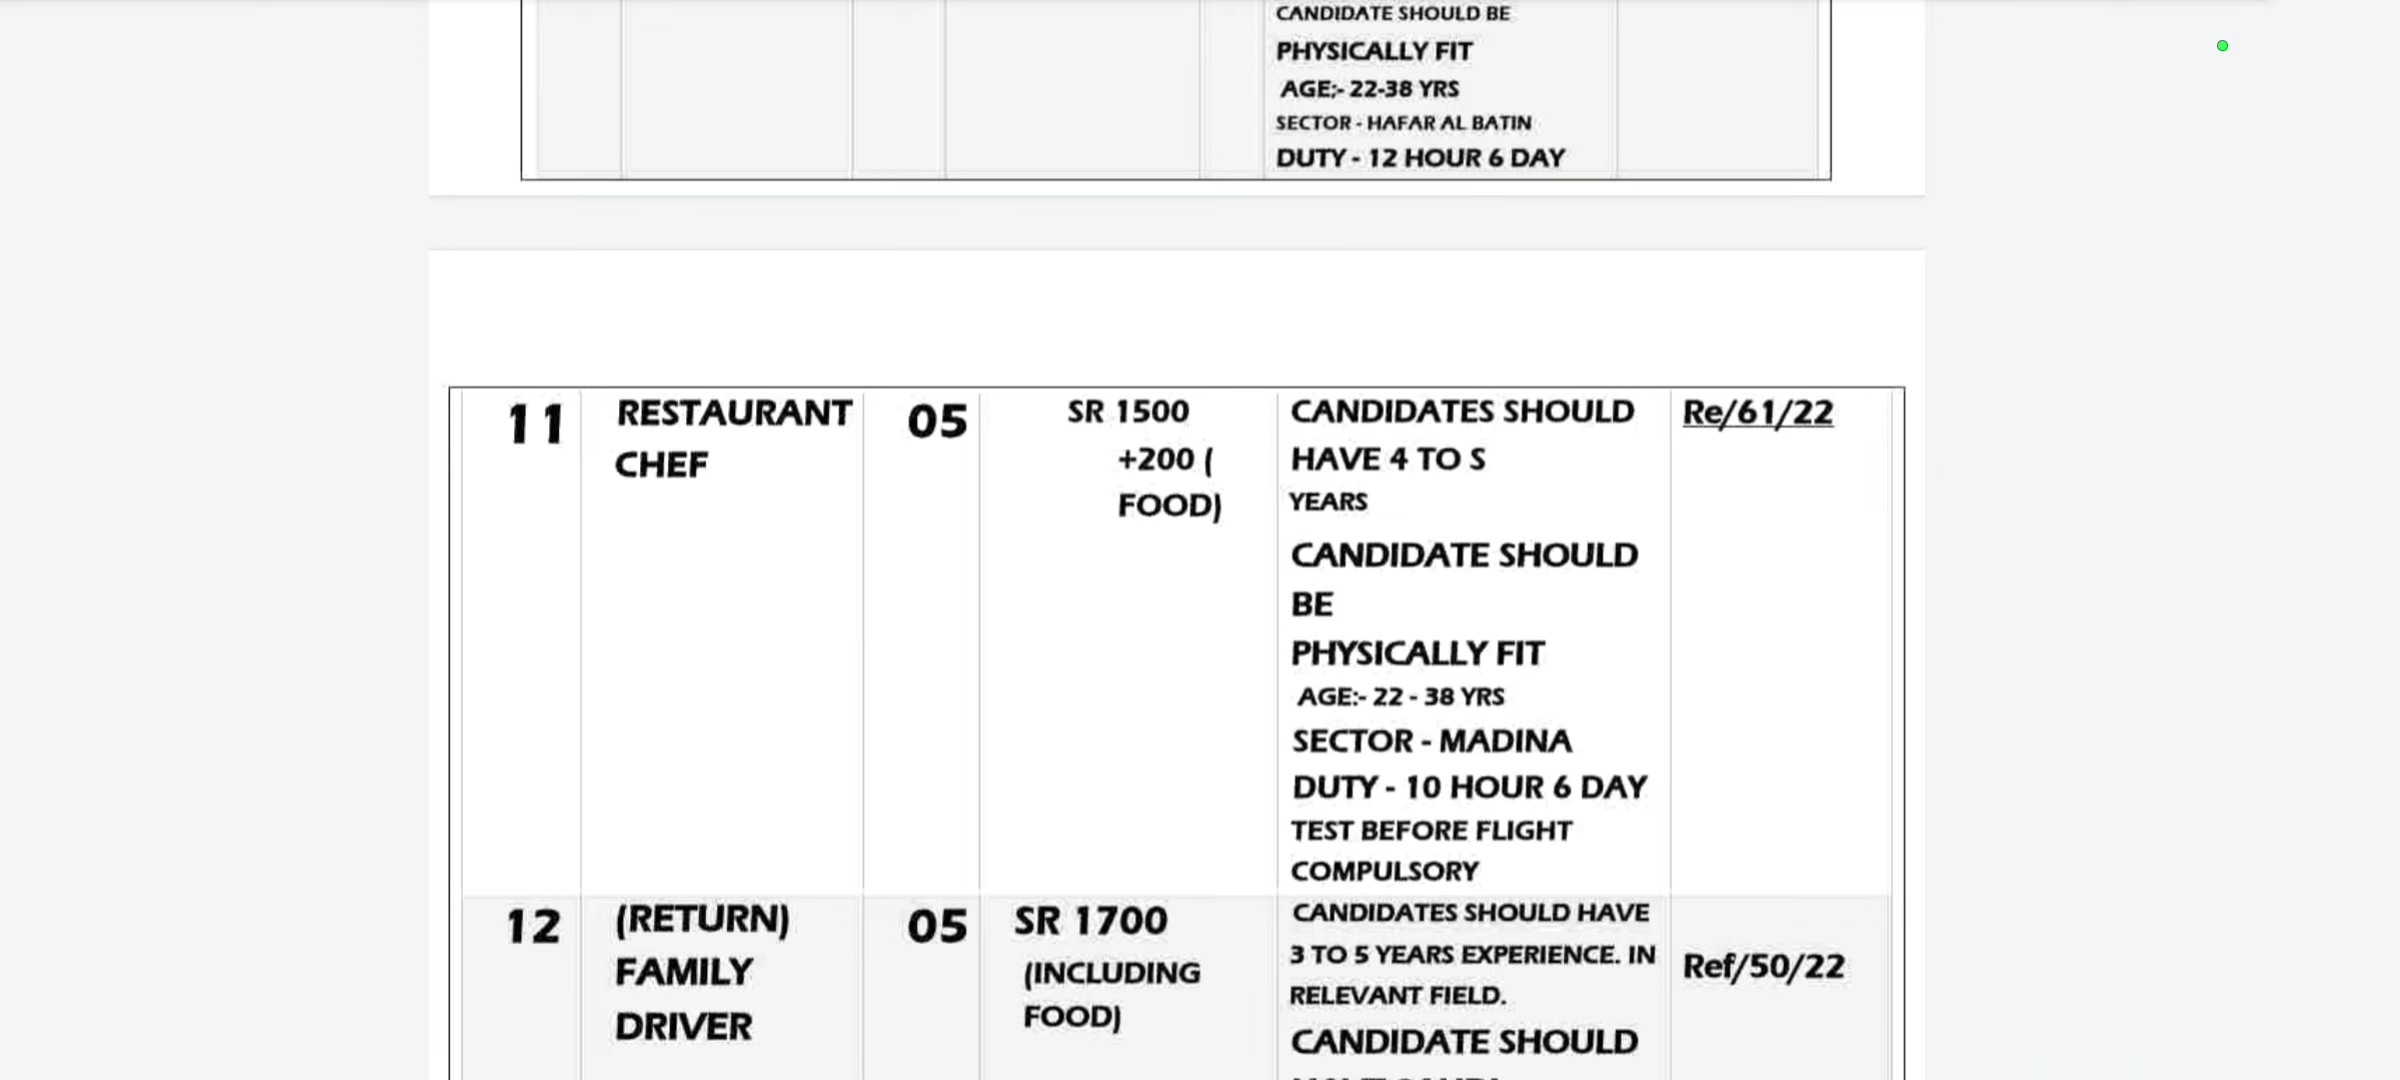 CANDIDATE SHOULD BE
PHYSICALLY FIT
AGE;- 22-38 YRS
SECTOR - HAFAR AL BATIN
DUTY - 12 HOUR 6 DAY
11
RESTAURANT
CHEF
05
SR 1500
+200 (
FOOD)
CANDIDATES SHOULD
HAVE 4 TO S
YEARS
CANDIDATE SHOULD
BE
PHYSICALLY FIT
AGE:- 22 - 38 YRS
SECTOR - MADINA
DUTY - 10 HOUR 6 DAY
TEST BEFORE FLIGHT
COMPULSORY
Re/61/22
12
(RETURN)
FAMILY
DRIVER
05
SR 1700
(INCLUDING
FOOD)
CANDIDATES SHOULD HAVE
3 TO 5 YEARS EXPERIENCE. IN
RELEVANT FIELD.
CANDIDATE SHOULD
Ref/50/22